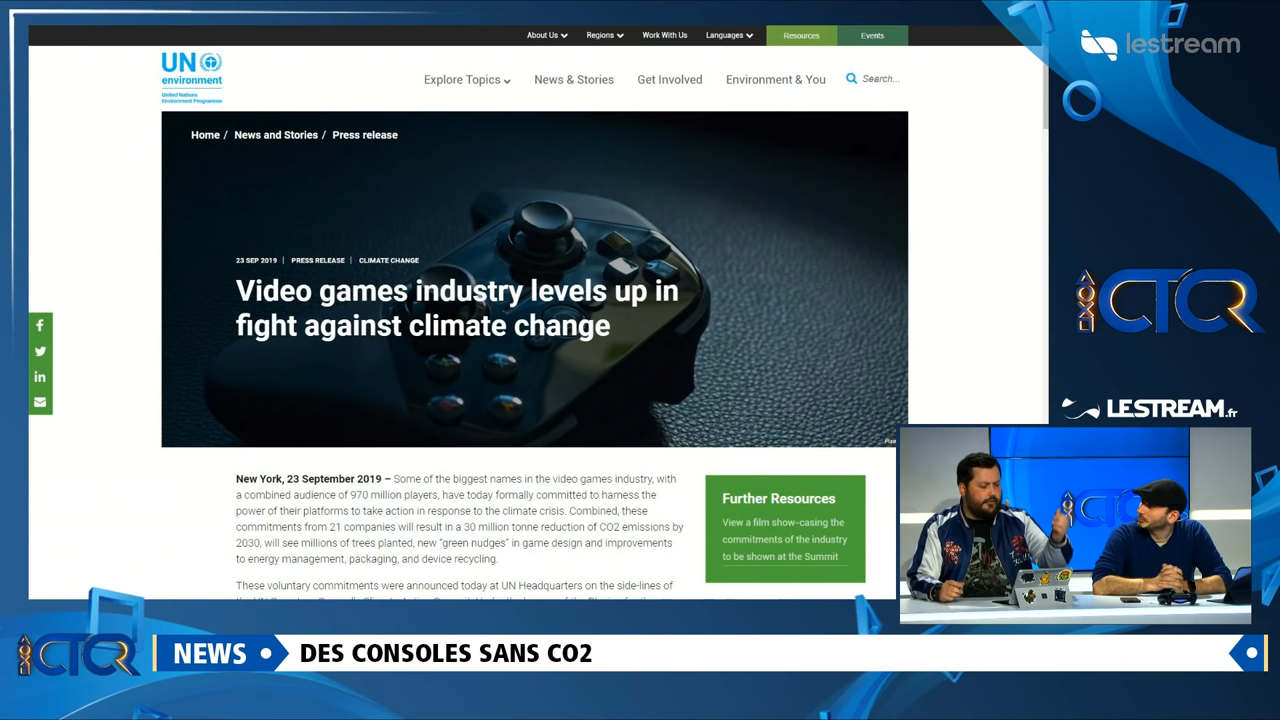 About Us
Regions
Work With Us
Languages
Resources
Events
lestream
UN
environment
United Nations
Environment Programme
Explore Topics
News & Stories
Get Involved
Environment & You
Search...
Home / News and Stories / Press release
23 SEP 2019 | PRESS RELEASE | CLIMATE CHANGE
Video games industry levels up in
fight against climate change
CTCR
LESTREAM.fr
New York, 23 September 2019 – Some of the biggest names in the video games industry, with
a combined audience of 970 million players, have today formally committed to harness the
power of their platforms to take action in response to the climate crisis. Combined, these
commitments from 21 companies will result in a 30 million tonne reduction of CO2 emissions by
2030, will see millions of trees planted, new “green nudges” in game design and improvements
to energy management, packaging, and device recycling.
These voluntary commitments were announced today at UN Headquarters on the side-lines of
Further Resources
View a film show-casing the
commitments of the industry
to be shown at the Summit
CTCR
NEWS
DES CONSOLES SANS CO2